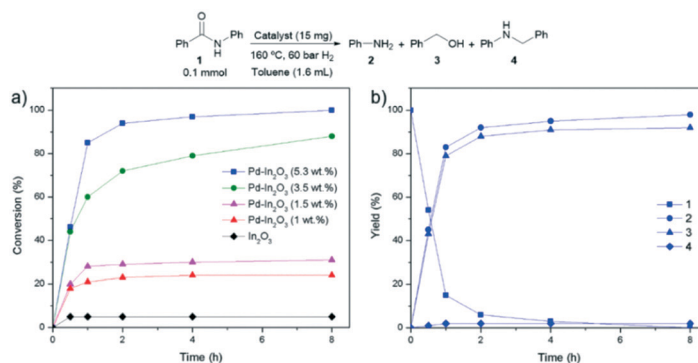 O
Ph
Ph
N
H
1
0.1 mmol
Catalyst (15 mg)
160 ºC, 60 bar H2
Toluene (1.6 mL)
Ph NH2 + Ph OH + Ph N H Ph
2 3 4
a)
100
80
60
40
20
0
Conversion (%)
0 2 4 6 8
Time (h)
Pd-In2O3 (5.3 wt.%)
Pd-In2O3 (3.5 wt.%)
Pd-In2O3 (1.5 wt.%)
Pd-In2O3 (1 wt.%)
In2O3
b)
100
80
60
40
20
0
Yield (%)
0 2 4 6 8
Time (h)
1
2
3
4